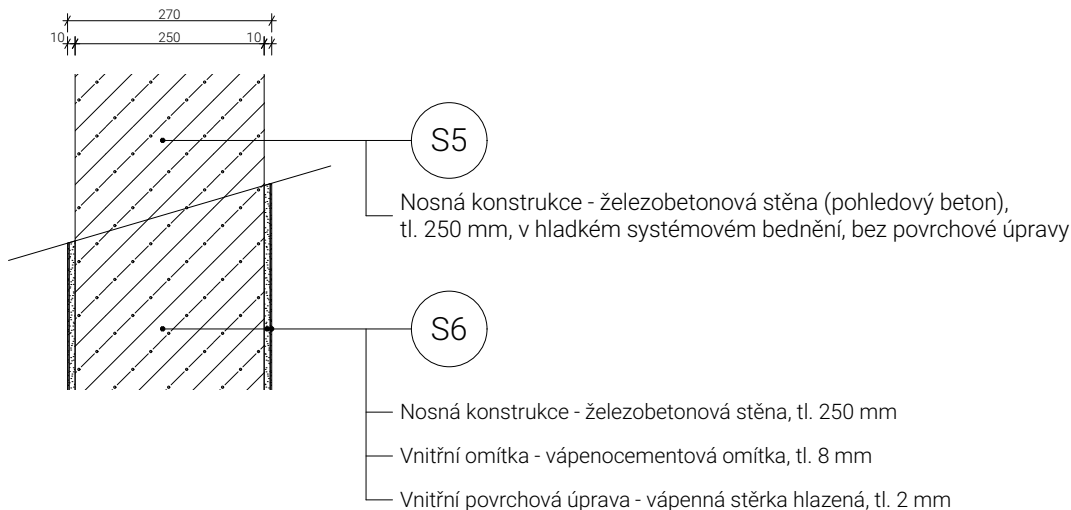 270
10 250 10
S5
Nosná konstrukce - železobetonová stěna (pohledový beton),
tl. 250 mm, v hladkém systémovém bednění, bez povrchové úpravy
S6
Nosná konstrukce - železobetonová stěna, tl. 250 mm
Vnitřní omítka - vápenocementová omítka, tl. 8 mm
Vnitřní povrchová úprava - vápenná stěrka hlazená, tl. 2 mm